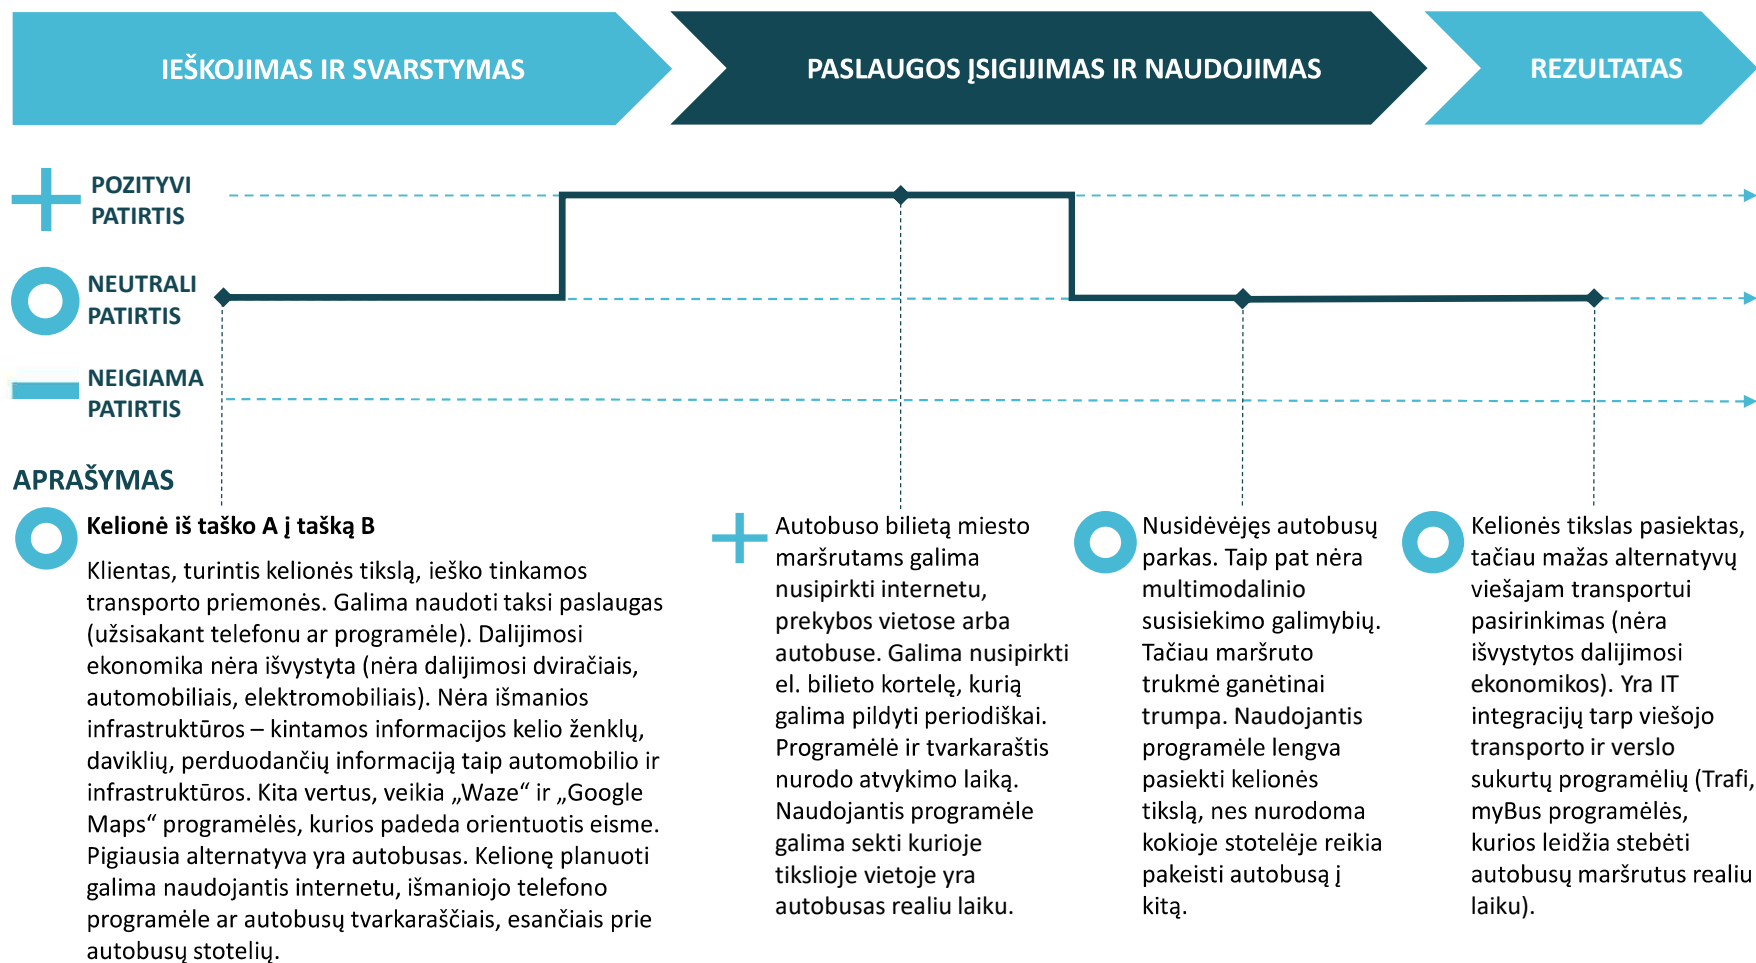 IEŠKOJIMAS IR SVARSTYMAS
PASLAUGOS ĮSIGIJIMAS IR NAUDOJIMAS
REZULTATAS
POZITYVI
PATIRTIS
NEUTRALI
PATIRTIS
NEIGIAMA
PATIRTIS
APRAŠYMAS
Kelionė iš taško A į tašką B
Klientas, turintis kelionės tikslą, ieško tinkamos
transporto priemonės. Galima naudoti taksi paslaugas
(užsisakant telefonu ar programėle). Dalijimosi
ekonomika nėra išvystyta (nėra dalijimosi dviračiais,
automobiliais, elektromobiliais). Nėra išmanios
infrastruktūros – kintamos informacijos kelio ženklų,
daviklių, perduodančių informaciją taip automobilio ir
infrastruktūros. Kita vertus, veikia „Waze“ ir „Google
Maps“ programėlės, kurios padeda orientuotis eisme.
Pigiausia alternatyva yra autobusas. Kelionę planuoti
galima naudojantis internetu, išmaniojo telefono
programėle ar autobusų tvarkaraščiais, esančiais prie
autobusų stotelių.
Autobuso bilietą miesto
maršrutams galima
nusipirkti internetu,
prekybos vietose arba
autobuse. Galima nusipirkti
el. bilieto kortelę, kurią
galima pildyti periodiškai.
Programėlė ir tvarkaraštis
nurodo atvykimo laiką.
Naudojantis programėle
galima sekti kurioje
tikslioje vietoje yra
autobusas realiu laiku.
Nusidėvėjęs autobusų
parkas. Taip pat nėra
multimodalinio
susisiekimo galimybių.
Tačiau maršruto
trukmė ganėtinai
trumpa. Naudojantis
programėle lengva
pasiekti kelionės
tikslą, nes nurodoma
kokioje stotelėje reikia
pakeisti autobusą į
kitą.
Kelionės tikslas pasiektas,
tačiau mažas alternatyvų
viešajam transportui
pasirinkimas (nėra
išvystytos dalijimosi
ekonomikos). Yra IT
integracijų tarp viešojo
transporto ir verslo
sukurtų programėlių (Trafi,
myBus programėlės,
kurios leidžia stebėti
autobusų maršrutus realiu
laiku).